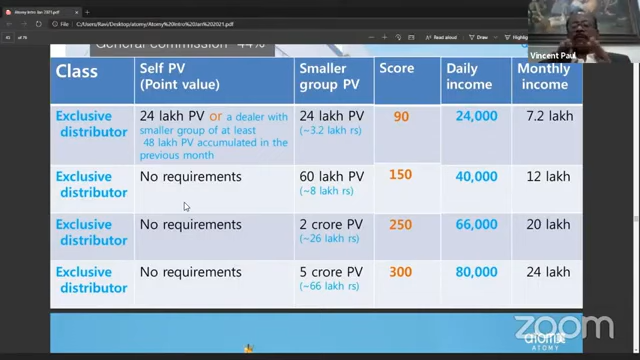 Atomy%20Intro Jan 2021.pdf
C:/Users/Ravi/Desktop/atomy/Atomy%20Intro%20Jan%202021.pdf
of 76
Read aloud
Draw
Highlight
Erase
Vincent Paul
General commission 44%
Class
Self PV
(Point value)
Smaller
group PV
Score
Daily
income
Monthly
income
Exclusive
distributor
24 lakh PV or a dealer with
smaller group of at least
48 lakh PV accumulated in the
previous month
24 lakh PV
(~3.2 lakh rs)
90
24,000
7.2 lakh
Exclusive
distributor
No requirements
60 lakh PV
(~8 lakh rs)
150
40,000
12 lakh
Exclusive
distributor
No requirements
2 crore PV
(~26 lakh rs)
250
66,000
20 lakh
Exclusive
distributor
No requirements
5 crore PV
(~66 lakh rs)
300
80,000
24 lakh
zoom
ATOMY